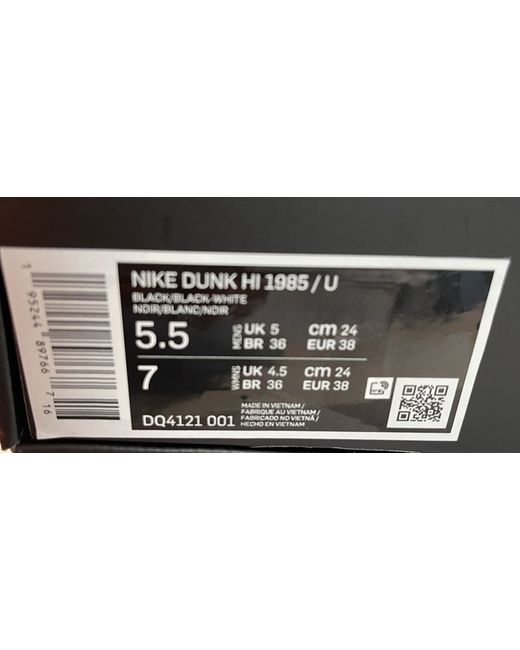 NIKE DUNK HI 1985 / U
BLACK/BLACK-WHITE
NOIR/BLANC/NOIR
5.5 MENS UK 5 cm 24
BR 36 EUR 38
7 WMNS UK 4.5 cm 24
BR 36 EUR 38
DQ4121 001
MADE IN VIETNAM /
FABRIQUE AU VIETNAM /
FABRICADO NO VIETNÃ /
HECHO EN VIETNAM
1 95244 89766 7 16